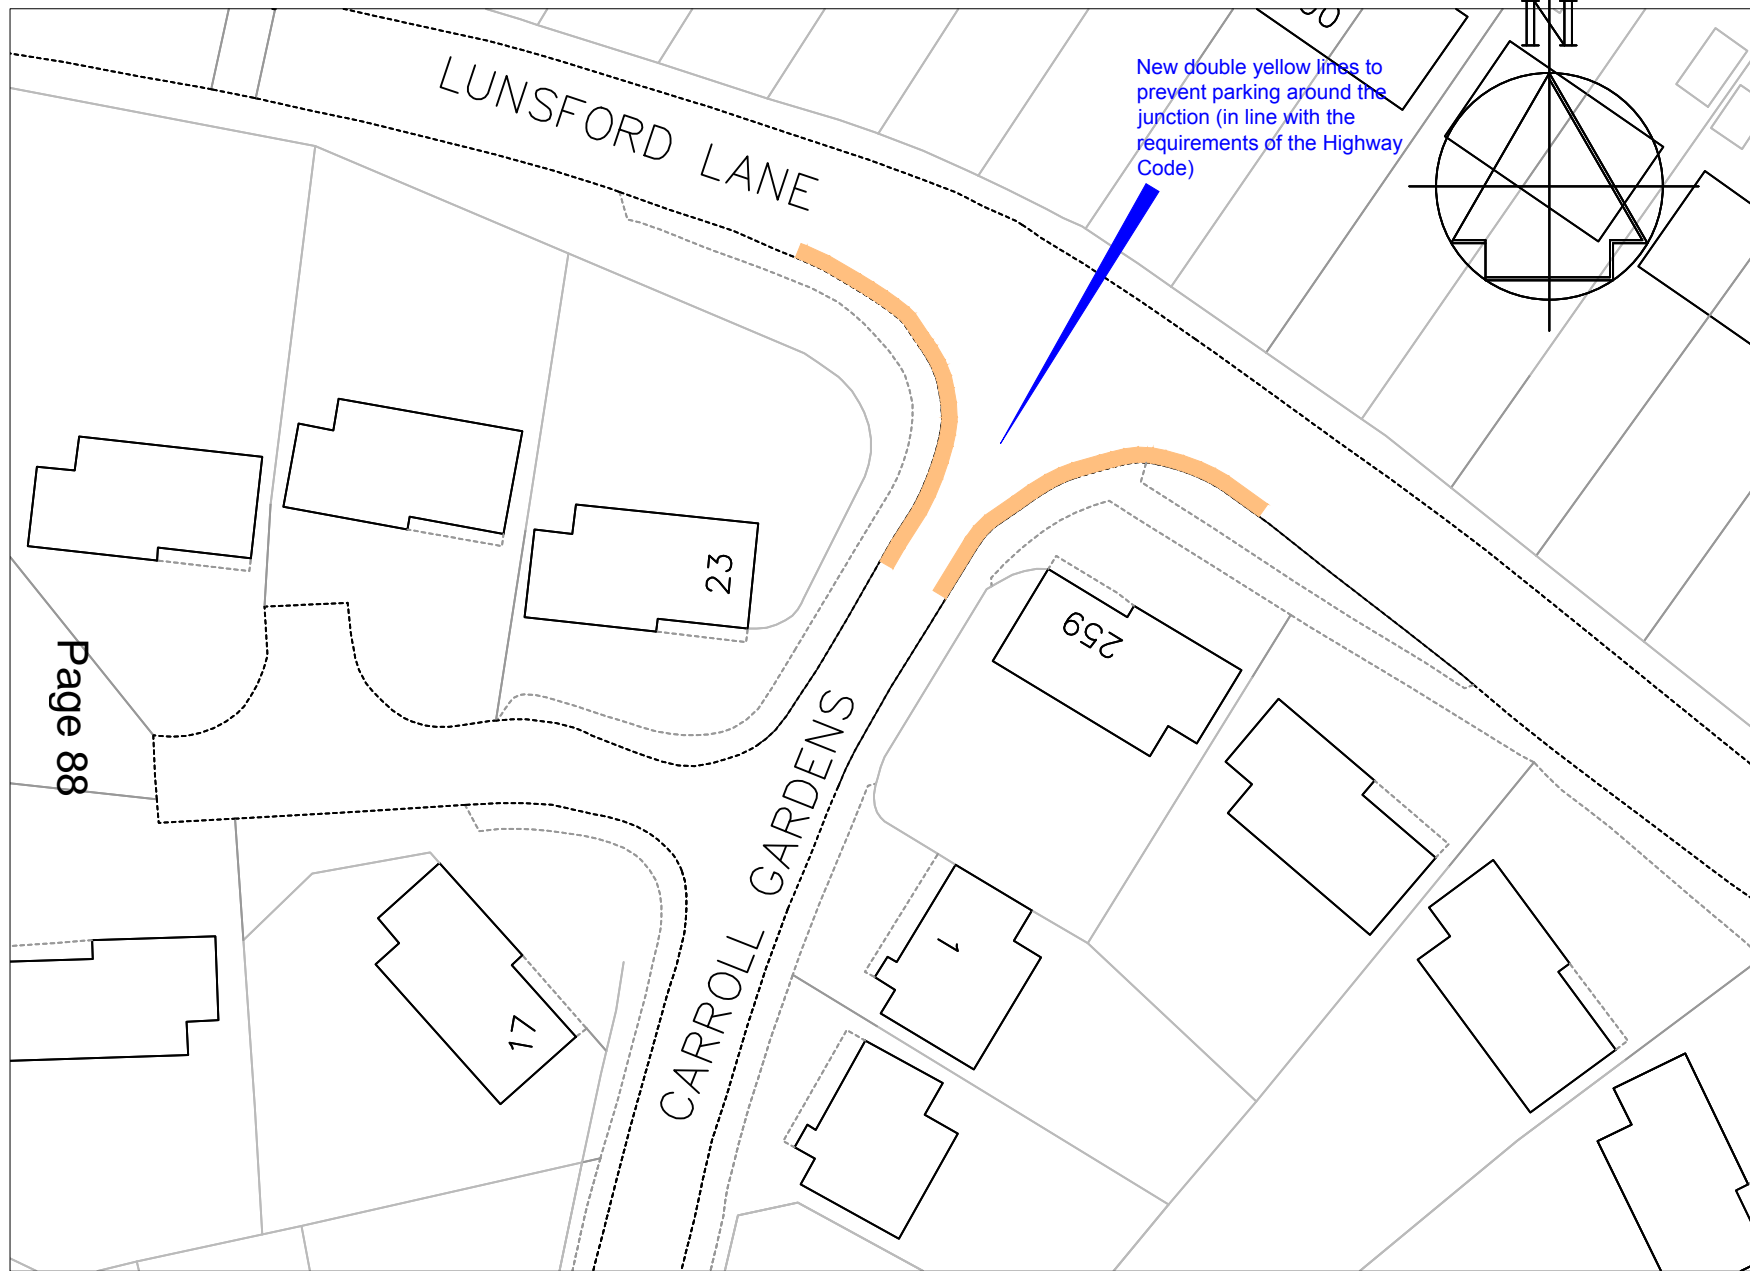 N
New double yellow lines to
prevent parking around the
junction (in line with the
requirements of the Highway
Code)
LUNSFORD LANE
23
259
Page 88
CARROLL GARDENS
1
17